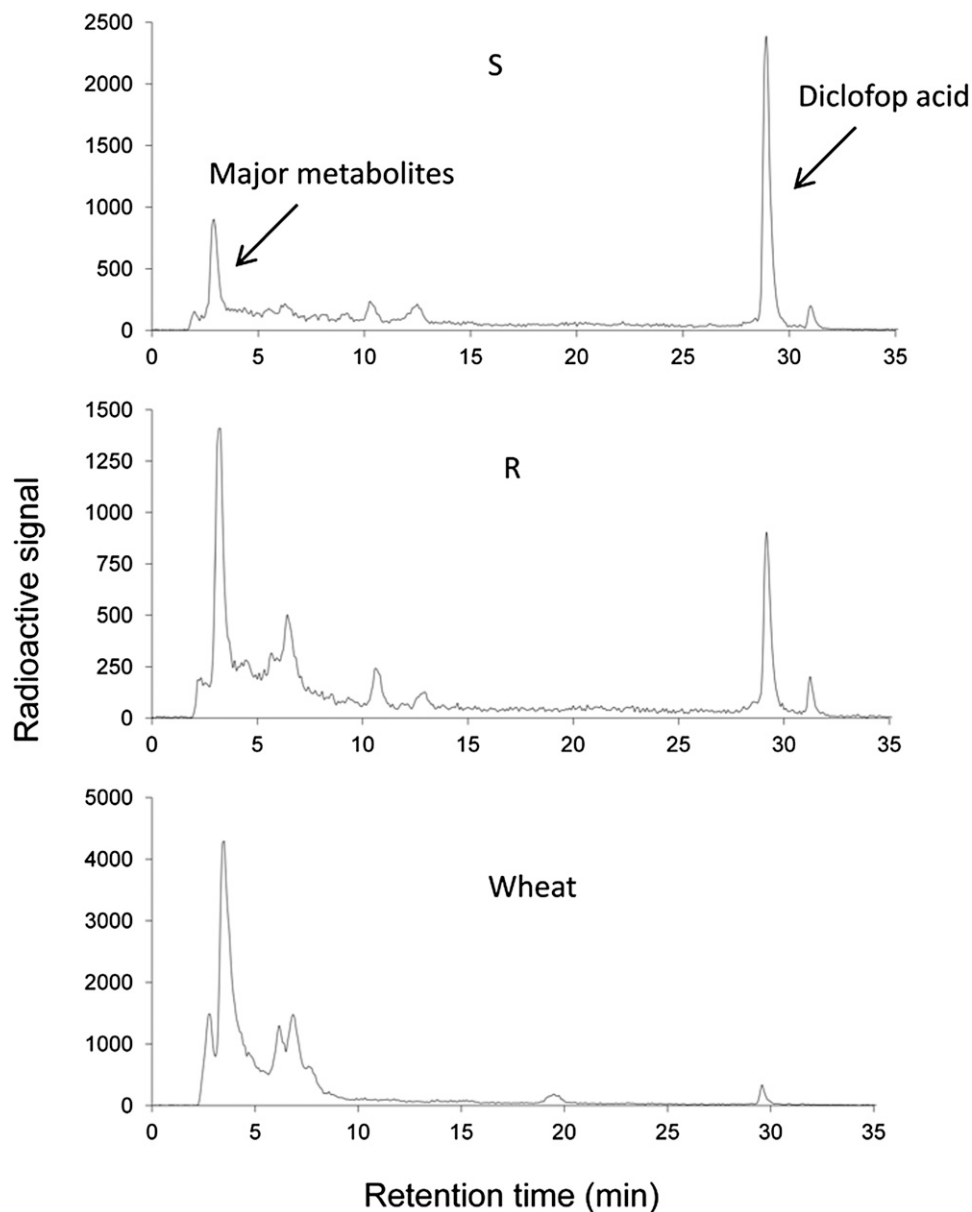 2500
S
2000
Diclofop acid
1500
Major metabolites
1000
500
0
0 5 10 15 20 25 30 35
1500
R
1250
1000
750
500
250
0
0 5 10 15 20 25 30 35
Radioactive signal
5000
4000
Wheat
3000
2000
1000
0
0 5 10 15 20 25 30 35
Retention time (min)